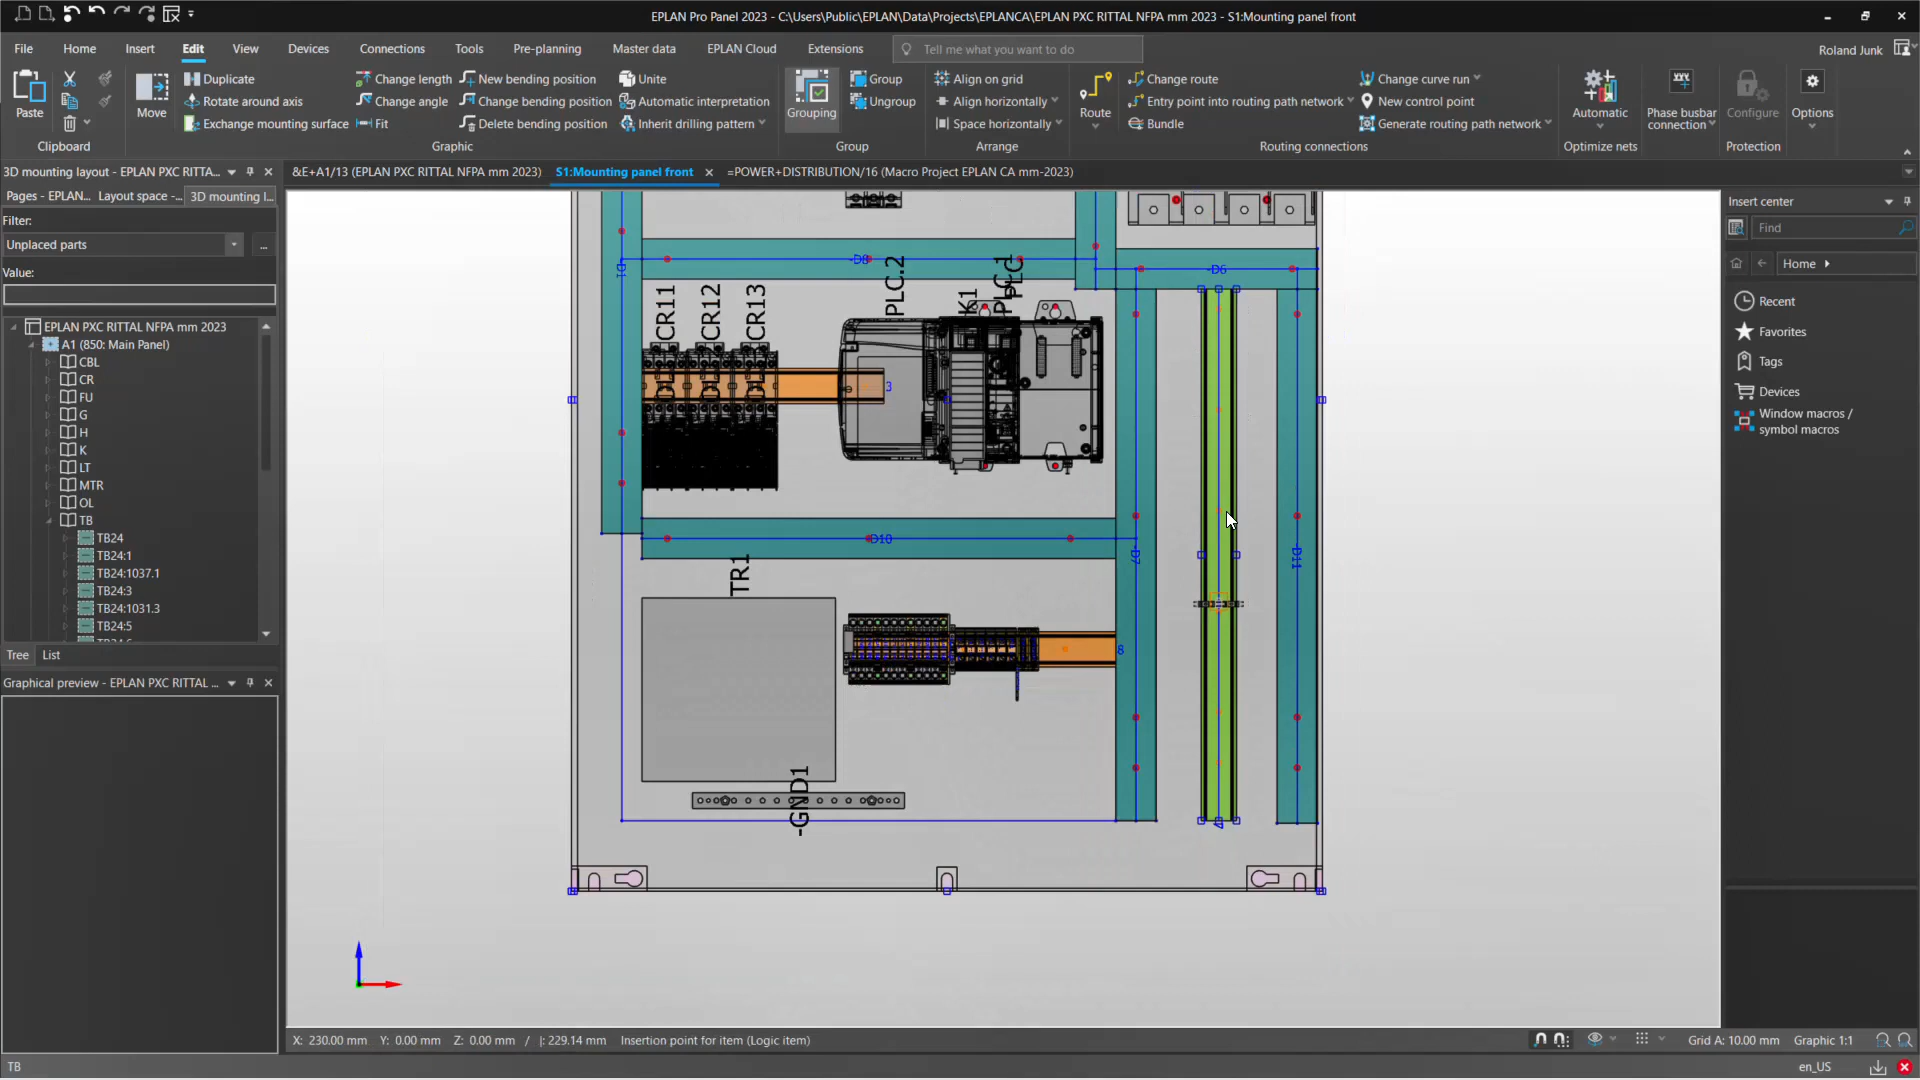 EPLAN Pro Panel 2023 - C:\Users\Public\EPLAN\Data\Projects\EPLANCA\EPLAN PXC RITTAL NFPA mm 2023 - S1:Mounting panel front
File Home Insert Edit View Devices Connections Tools Pre-planning Master data EPLAN Cloud Extensions Tell me what you want to do Roland Junk
Duplicate Change length New bending position Unite Group Align on grid Change route Change curve run
Rotate around axis Change angle Change bending position Automatic interpretation Ungroup Align horizontally Entry point into routing path network New control point
Exchange mounting surface Fit Delete bending position Inherit drilling pattern Space horizontally Bundle Generate routing path network
Paste Move Grouping Route Automatic Phase busbar connection Configure Options
Clipboard Graphic Group Arrange Routing connections Optimize nets Protection
3D mounting layout - EPLAN PXC RITTA...
&E+A1/13 (EPLAN PXC RITTAL NFPA mm 2023) S1:Mounting panel front =POWER+DISTRIBUTION/16 (Macro Project EPLAN CA mm-2023)
Pages - EPLAN... Layout space -... 3D mounting l...
Filter:
Unplaced parts
...
Value:
EPLAN PXC RITTAL NFPA mm 2023
A1 (850: Main Panel)
CBL
CR
FU
G
H
K
LT
MTR
OL
TB
TB24
TB24:1
TB24:1037.1
TB24:3
TB24:1031.3
TB24:5
Tree List
Graphical preview - EPLAN PXC RITTAL ...
-D1
-D8
-D6
CR11
CR12
CR13
PLC.2
K1
PLC.1
PLC
3
-D10
-D7
-D11
TR1
8
-GND1
4
Insert center
Find
Home
Recent
Favorites
Tags
Devices
Window macros /
symbol macros
X: 230.00 mm Y: 0.00 mm Z: 0.00 mm / |: 229.14 mm Insertion point for item (Logic item) Grid A: 10.00 mm Graphic 1:1
TB en_US